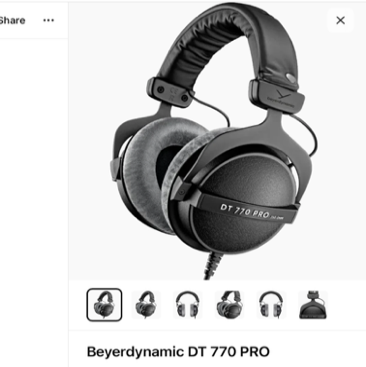 Share
DT 770 PRO
Beyerdynamic DT 770 PRO